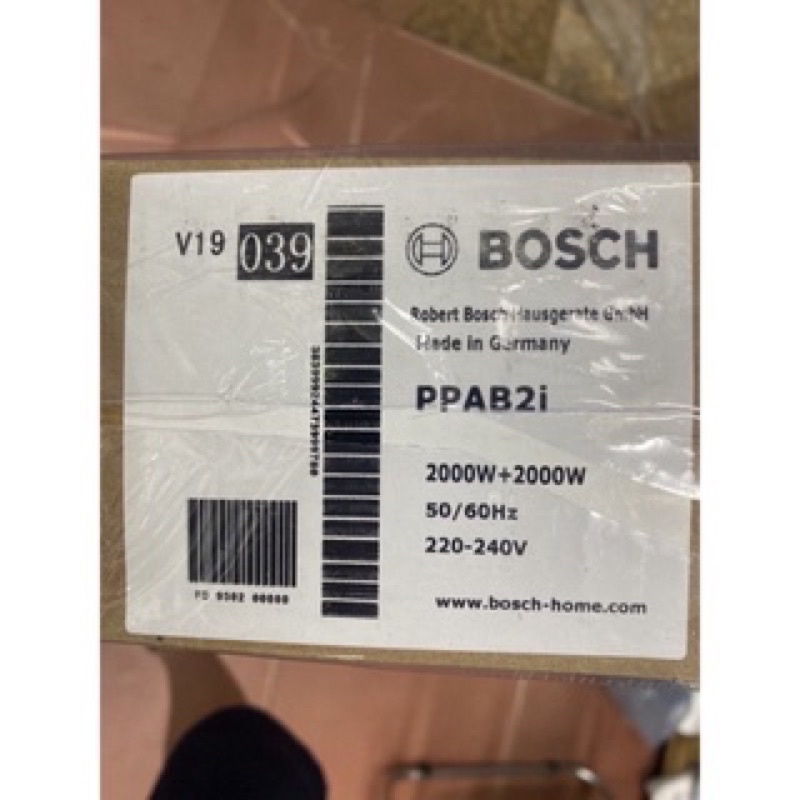 V19 039
BOSCH
Robert Bosch Hausgerate GmbH
Made in Germany
PPAB2i
2000W+2000W
50/60Hz
220-240V
www.bosch-home.com